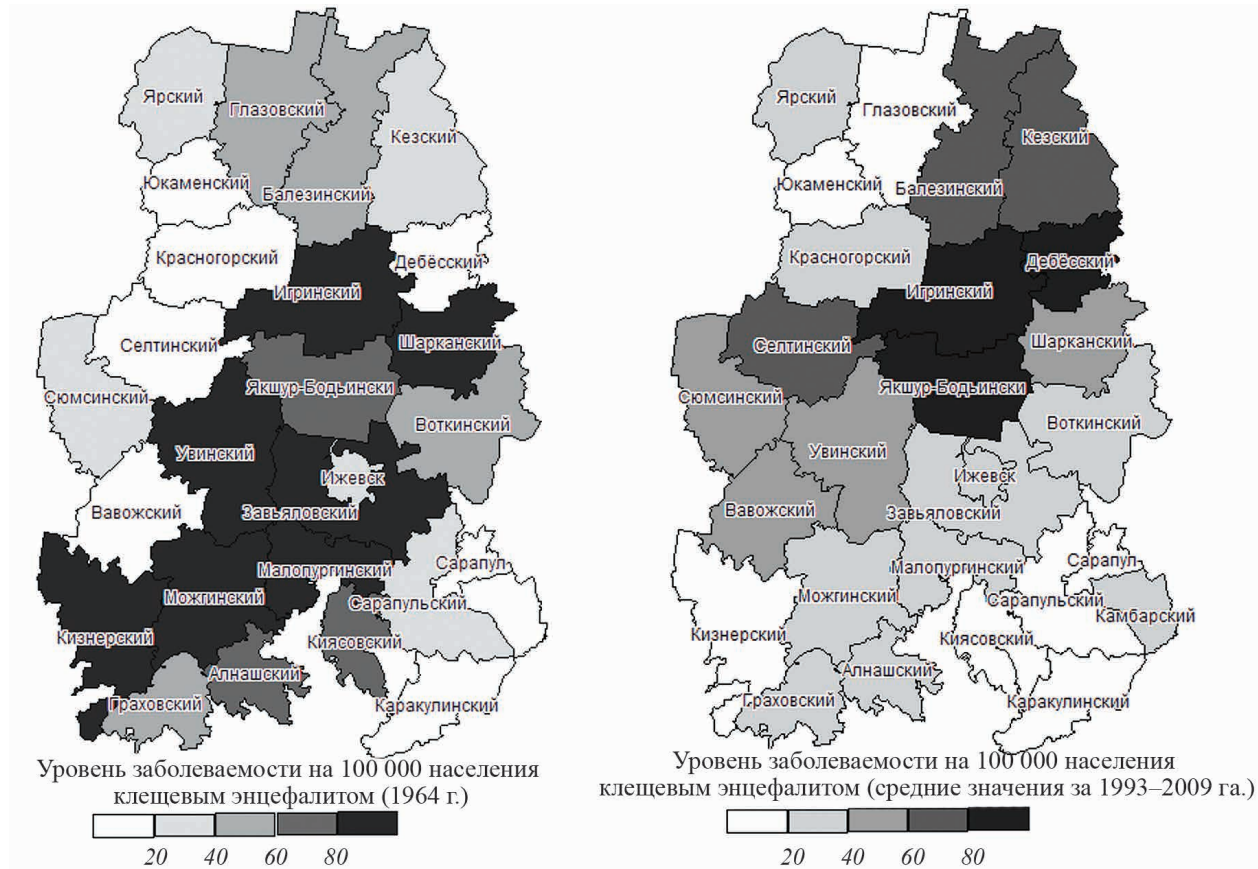 Ярский
Глазовский
Кезский
Юкаменский
Балезинский
Красногорский
Дебёсский
Игринский
Селтинский
Шарканский
Якшур-Бодьински
Сюмсинский
Воткинский
Увинский
Ижевск
Вавожский
Завьяловский
Сарапул
Малопургинский
Можгинский
Сарапульский
Кизнерский
Киясовский
Алнашский
Граховский
Каракулинский
Уровень заболеваемости на 100 000 населения
клещевым энцефалитом (1964 г.)
20 40 60 80
Ярский
Глазовский
Кезский
Юкаменский
Балезинский
Красногорский
Дебёсский
Игринский
Селтинский
Шарканский
Якшур-Бодьински
Сюмсинский
Воткинский
Увинский
Ижевск
Вавожский
Завьяловский
Сарапул
Малопургинский
Можгинский
Сарапульский
Камбарский
Кизнерский
Киясовский
Алнашский
Граховский
Каракулинский
Уровень заболеваемости на 100 000 населения
клещевым энцефалитом (средние значения за 1993–2009 га.)
20 40 60 80